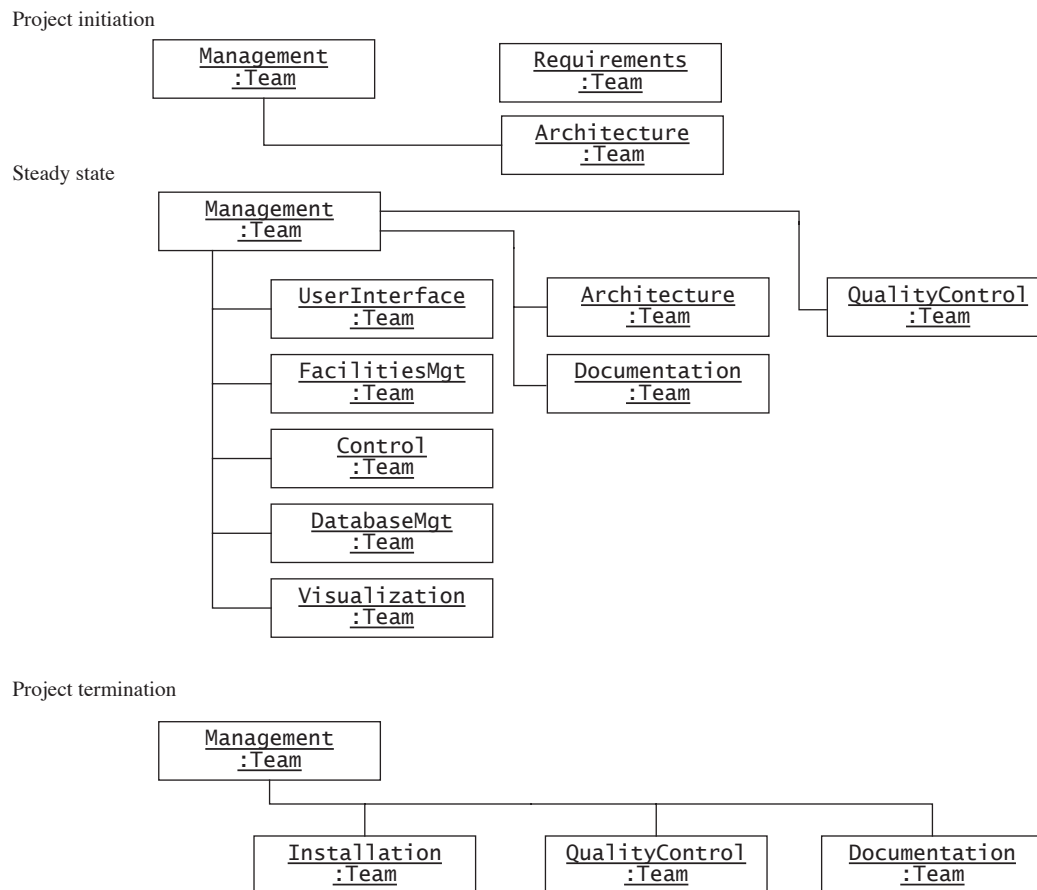 Project initiation
Management
:Team
Requirements
:Team
Architecture
:Team
Steady state
Management
:Team
UserInterface
:Team
Architecture
:Team
QualityControl
:Team
FacilitiesMgt
:Team
Documentation
:Team
Control
:Team
DatabaseMgt
:Team
Visualization
:Team
Project termination
Management
:Team
Installation
:Team
QualityControl
:Team
Documentation
:Team